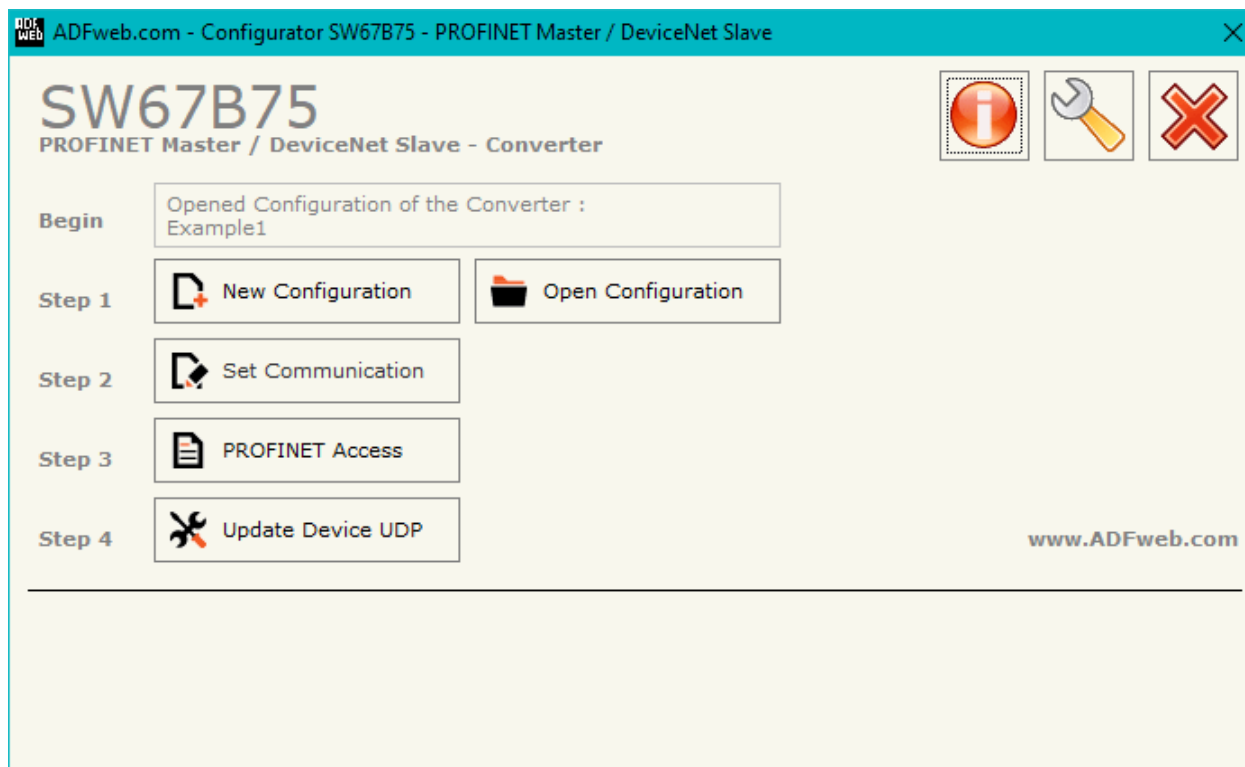 ADF WEB ADFweb.com - Configurator SW67B75 - PROFINET Master / DeviceNet Slave
SW67B75
PROFINET Master / DeviceNet Slave - Converter
Begin
Opened Configuration of the Converter :
Example1
Step 1
New Configuration
Open Configuration
Step 2
Set Communication
Step 3
PROFINET Access
Step 4
Update Device UDP
www.ADFweb.com